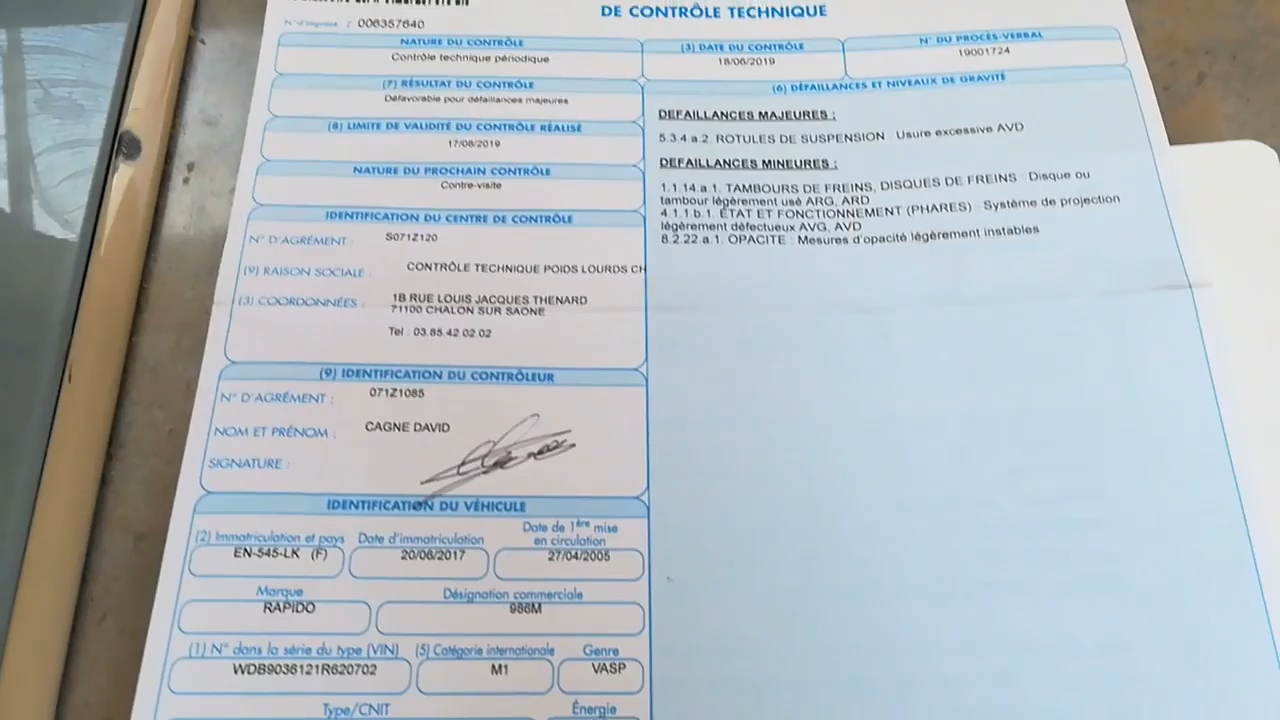 DE CONTRÔLE TECHNIQUE
N° d'imprimé : 006357640
NATURE DU CONTRÔLE
Contrôle technique périodique
(3) DATE DU CONTRÔLE
18/06/2019
N° DU PROCÈS-VERBAL
19001724
(7) RÉSULTAT DU CONTRÔLE
Défavorable pour défaillances majeures
(8) LIMITE DE VALIDITÉ DU CONTRÔLE RÉALISÉ
17/08/2019
NATURE DU PROCHAIN CONTRÔLE
Contre-visite
IDENTIFICATION DU CENTRE DE CONTRÔLE
N° D'AGRÉMENT : S071Z120
(9) RAISON SOCIALE : CONTRÔLE TECHNIQUE POIDS LOURDS CH
(3) COORDONNÉES : 1B RUE LOUIS JACQUES THENARD
71100 CHALON SUR SAONE
Tel : 03.85.42.02.02
(9) IDENTIFICATION DU CONTRÔLEUR
N° D'AGRÉMENT : 071Z1085
NOM ET PRÉNOM : CAGNE DAVID
SIGNATURE :
IDENTIFICATION DU VÉHICULE
(2) Immatriculation et pays
EN-545-LK (F)
Date d'immatriculation
20/06/2017
Date de 1ère mise
en circulation
27/04/2005
Marque
RAPIDO
Désignation commerciale
986M
(1) N° dans la série du type (VIN)
WDB9036121R620702
(5) Catégorie internationale
M1
Genre
VASP
Type/CNIT
Énergie
(6) DÉFAILLANCES ET NIVEAUX DE GRAVITÉ
DEFAILLANCES MAJEURES :
5.3.4.a.2. ROTULES DE SUSPENSION : Usure excessive AVD
DEFAILLANCES MINEURES :
1.1.14.a.1. TAMBOURS DE FREINS, DISQUES DE FREINS : Disque ou
tambour légèrement usé ARG, ARD
4.1.1.b.1. ÉTAT ET FONCTIONNEMENT (PHARES) : Système de projection
légèrement défectueux AVG, AVD
8.2.22.a.1. OPACITE : Mesures d'opacité légèrement instables